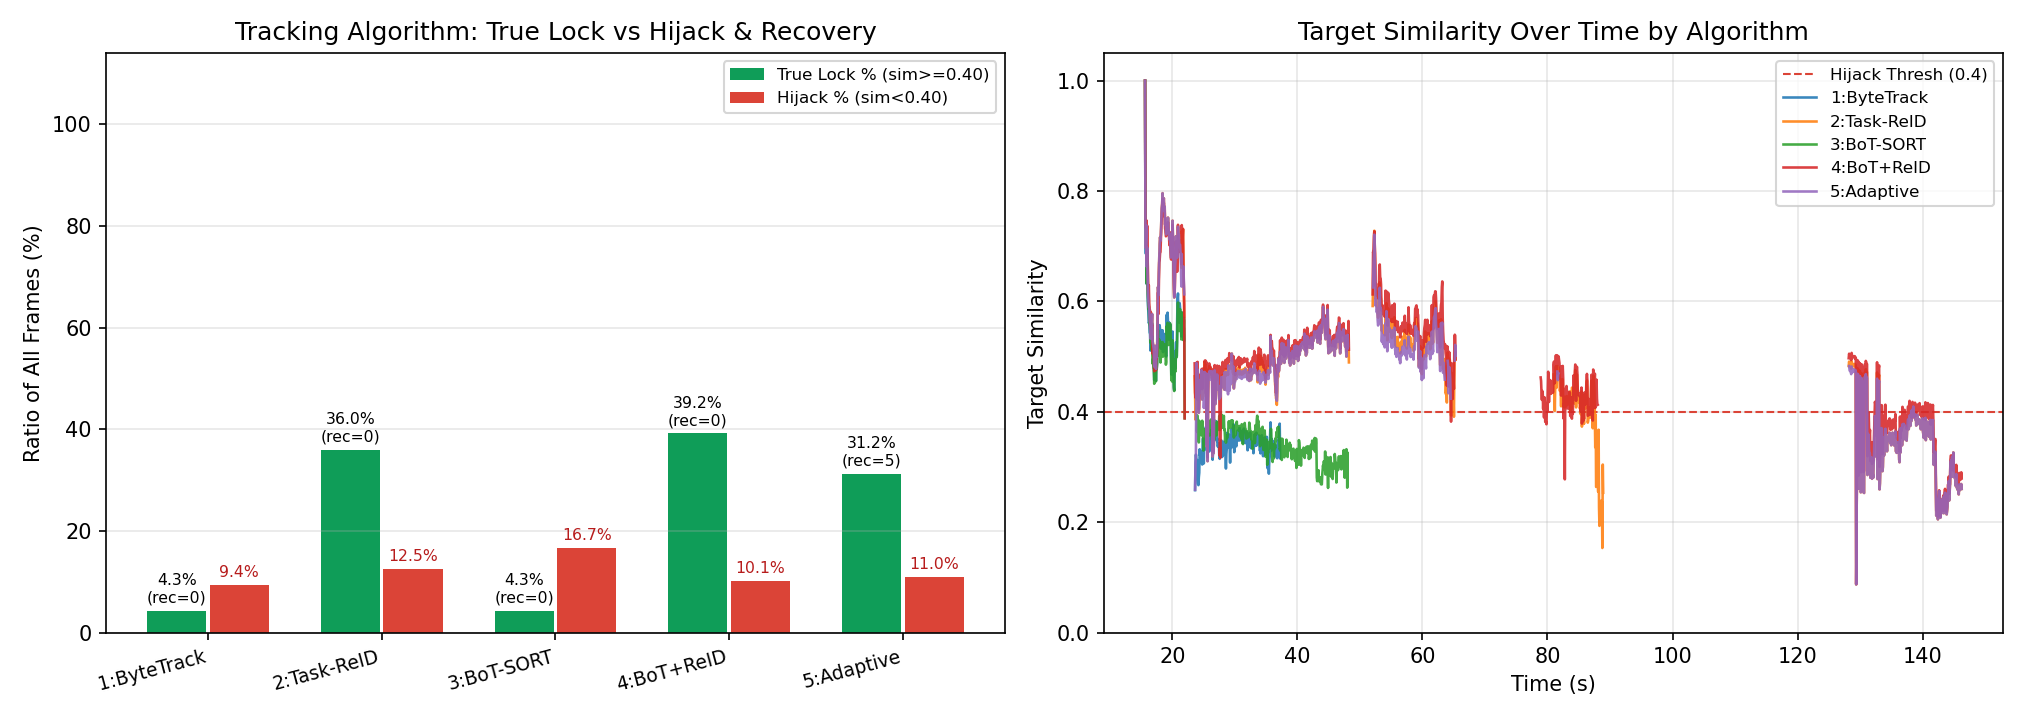 Tracking Algorithm: True Lock vs Hijack & Recovery
True Lock % (sim>=0.40)
Hijack % (sim<0.40)
Ratio of All Frames (%)
100
80
60
40
20
0
4.3%
(rec=0)
9.4%
36.0%
(rec=0)
12.5%
4.3%
(rec=0)
16.7%
39.2%
(rec=0)
10.1%
31.2%
(rec=5)
11.0%
1:ByteTrack
2:Task-ReID
3:BoT-SORT
4:BoT+ReID
5:Adaptive
Target Similarity Over Time by Algorithm
Hijack Thresh (0.4)
1:ByteTrack
2:Task-ReID
3:BoT-SORT
4:BoT+ReID
5:Adaptive
Target Similarity
1.0
0.8
0.6
0.4
0.2
0.0
20
40
60
80
100
120
140
Time (s)